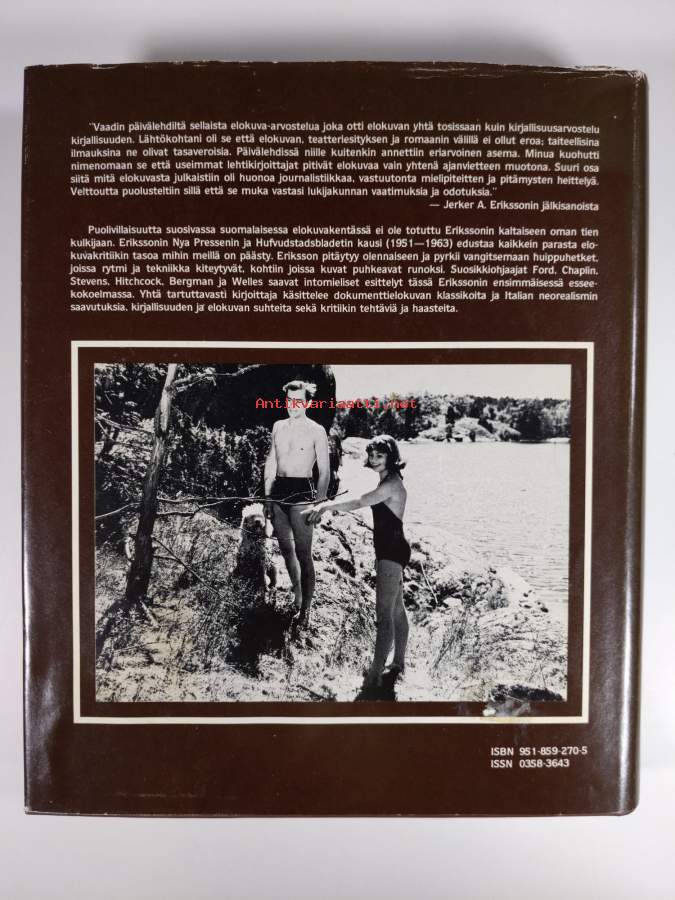 "Vaadin päivälehdiltä sellaista elokuva-arvostelua joka otti elokuvan yhtä tosissaan kuin kirjallisuusarvostelu
kirjallisuuden. Lähtökohtani oli se että elokuvan, teatteriesityksen ja romaanin välillä ei ollut eroa; taiteellisina
ilmauksina ne olivat tasaveroisia. Päivälehdissä niille kuitenkin annettiin eriarvoinen asema. Minua kuohutti
nimenomaan se että useimmat lehtikirjoittajat pitivät elokuvaa vain yhtenä ajanvietteen muotona. Suuri osa
siitä mitä elokuvasta julkaistiin oli huonoa journalistiikkaa, vastuutonta mielipiteitten ja pitämysten heittelyä.
Velttoutta puolusteltiin sillä että se muka vastasi lukijakunnan vaatimuksia ja odotuksia."
— Jerker A. Erikssonin jälkisanoista
Puolivillaisuutta suosivassa suomalaisessa elokuvakentässä ei ole totuttu Erikssonin kaltaiseen oman tien
kulkijaan. Erikssonin Nya Pressenin ja Hufvudstadsbladetin kausi (1951—1963) edustaa kaikkein parasta elo-
kuvakritiikin tasoa mihin meillä on päästy. Eriksson pitäytyy olennaiseen ja pyrkii vangitsemaan huippuhetket,
joissa rytmi ja tekniikka kiteytyvät, kohtiin joissa kuvat puhkeavat runoksi. Suosikkiohjaajat Ford, Chaplin,
Stevens, Hitchcock, Bergman ja Welles saavat intomieliset esittelyt tässä Erikssonin ensimmäisessä essee-
kokoelmassa. Yhtä tartuttavasti kirjoittaja käsittelee dokumenttielokuvan klassikoita ja Italian neorealismin
saavutuksia, kirjallisuuden ja elokuvan suhteita sekä kritiikin tehtäviä ja haasteita.
Antikvariaatti.net
ISBN 951-859-270-5
ISSN 0358-3643